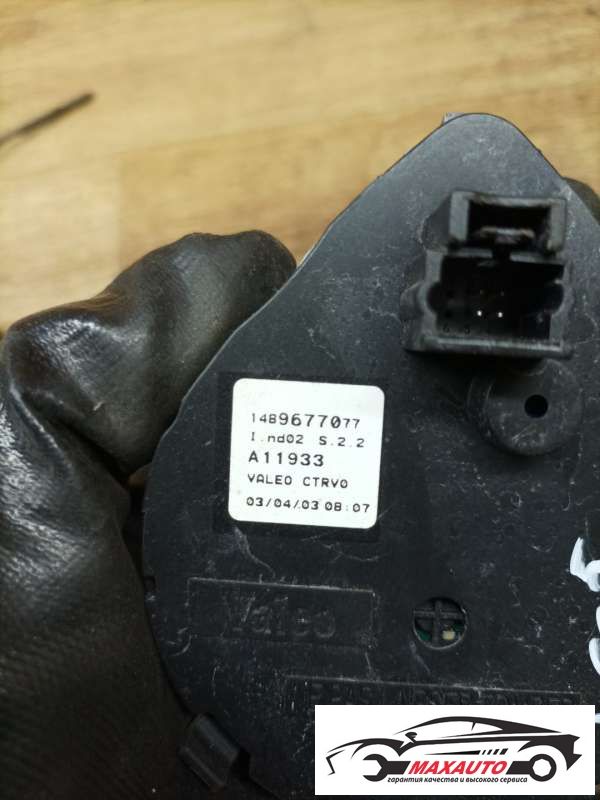 1489677077
I.nd02 S.2.2
A11933
VALEO CTRV0
03/04/03 08:07
Valeo
MAXAUTO
гарантия качества и высокого сервиса